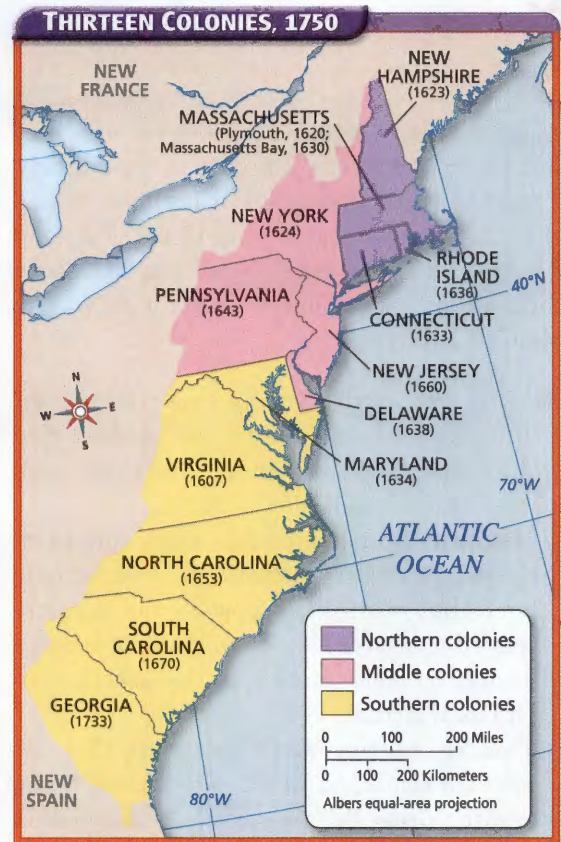 THIRTEEN COLONIES, 1750
NEW
FRANCE
NEW
HAMPSHIRE
(1623)
MASSACHUSETTS
(Plymouth, 1620;
Massachusetts Bay, 1630)
NEW YORK
(1624)
RHODE
ISLAND
(1636)
40°N
PENNSYLVANIA
(1643)
CONNECTICUT
(1633)
NEW JERSEY
(1660)
N
W E
S
DELAWARE
(1638)
VIRGINIA
(1607)
MARYLAND
(1634)
70°W
ATLANTIC
OCEAN
NORTH CAROLINA
(1653)
SOUTH
CAROLINA
(1670)
GEORGIA
(1733)
NEW
SPAIN
80°W
Northern colonies
Middle colonies
Southern colonies
0 100 200 Miles
0 100 200 Kilometers
Albers equal-area projection